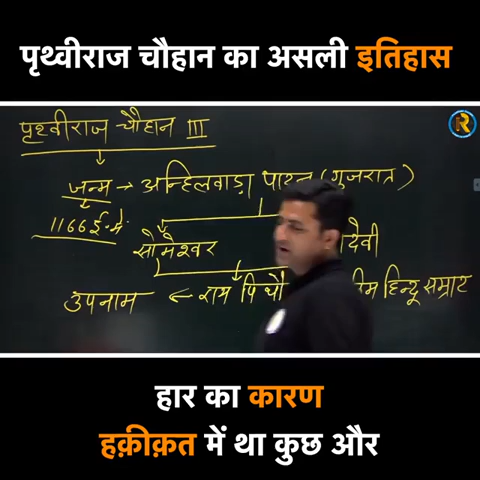 पृथ्वीराज चौहान का असली इतिहास
पृथ्वीराज चौहान III
जन्म → अन्हिलवाड़ा पाटन (गुजरात)
1166 ई. में
सोमेश्वर
उपनाम ← राय पिथौ हिन्दू सम्राट
हार का कारण
हक़ीक़त में था कुछ और